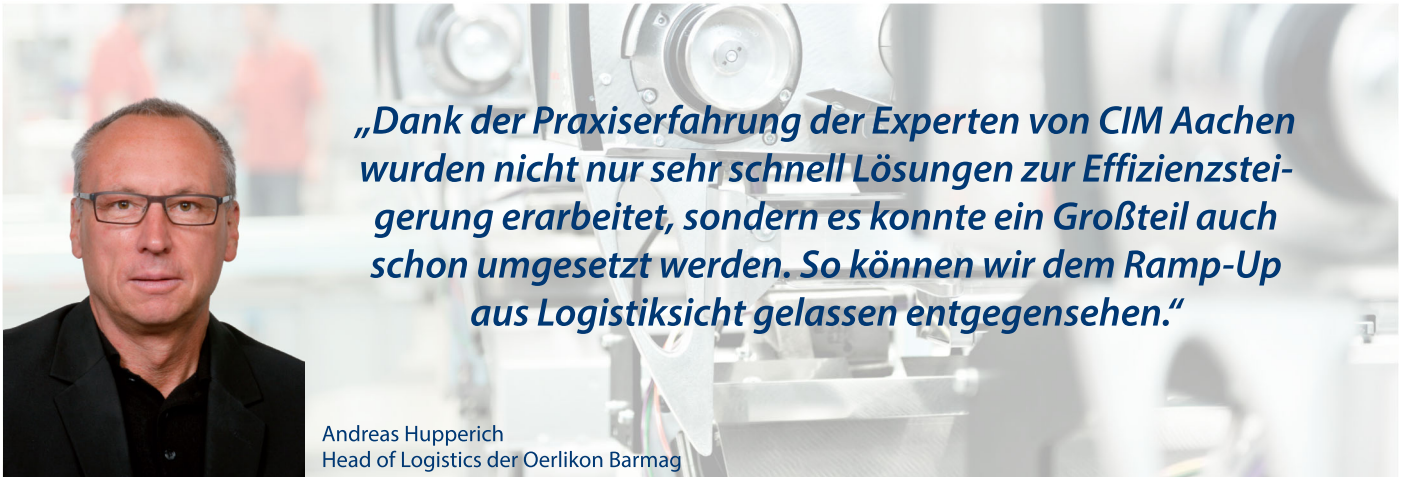 „Dank der Praxiserfahrung der Experten von CIM Aachen
wurden nicht nur sehr schnell Lösungen zur Effizienzstei-
gerung erarbeitet, sondern es konnte ein Großteil auch
schon umgesetzt werden. So können wir dem Ramp-Up
aus Logistiksicht gelassen entgegensehen.“
Andreas Hupperich
Head of Logistics der Oerlikon Barmag